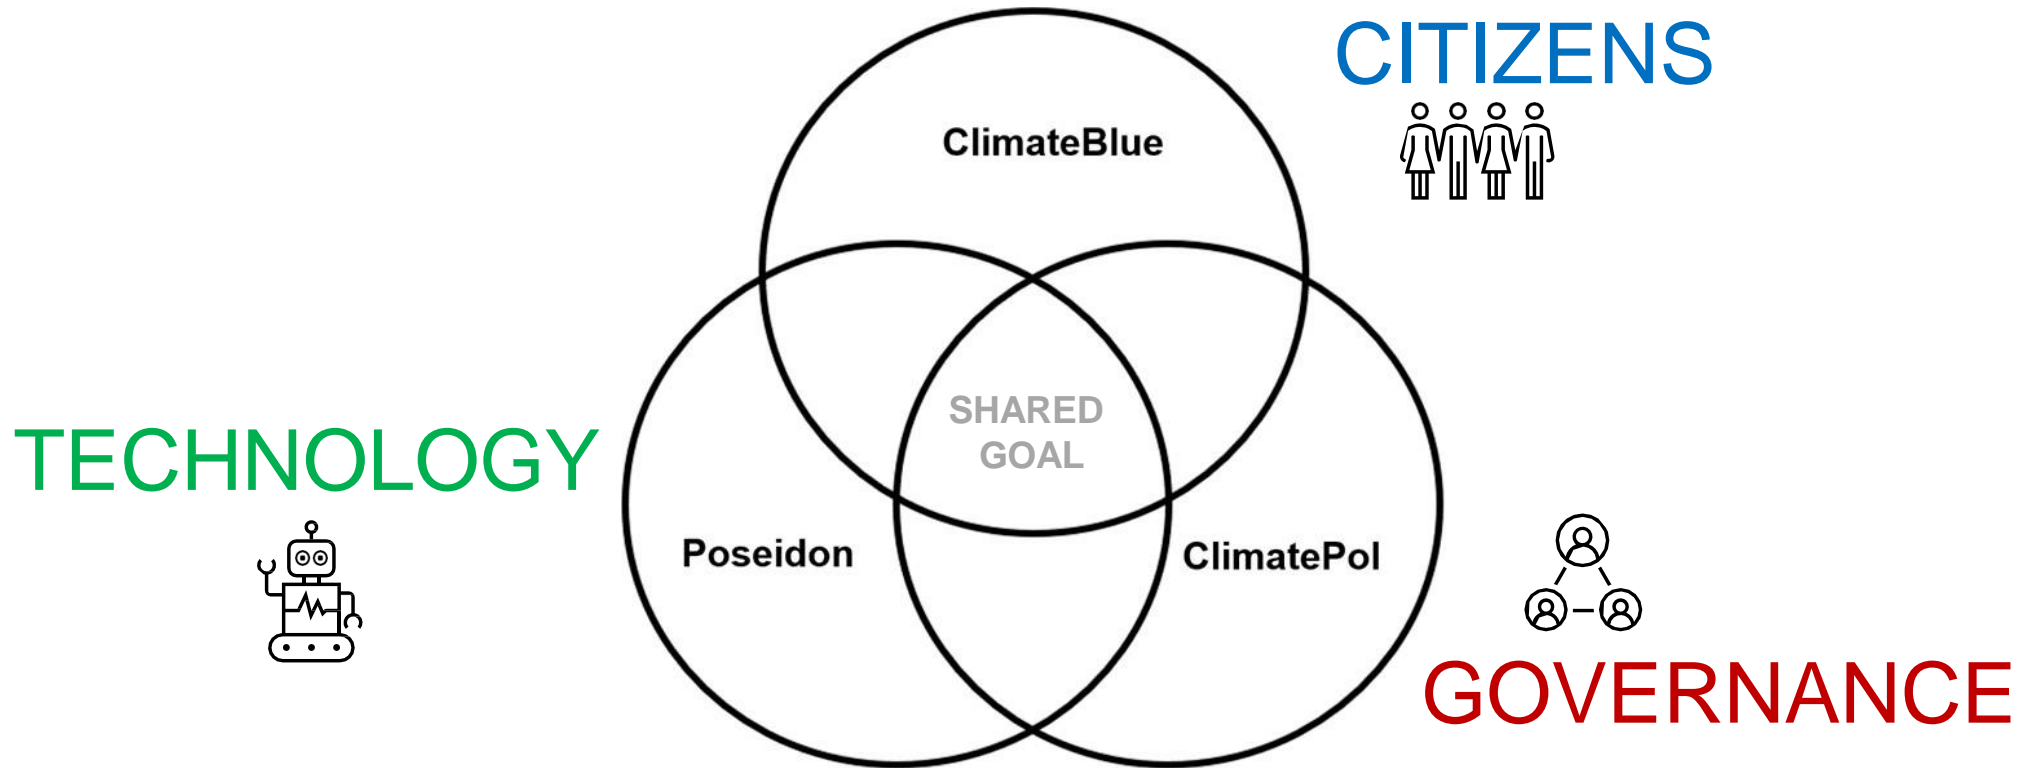 CITIZENS
ClimateBlue
SHARED
GOAL
TECHNOLOGY
Poseidon
ClimatePol
GOVERNANCE